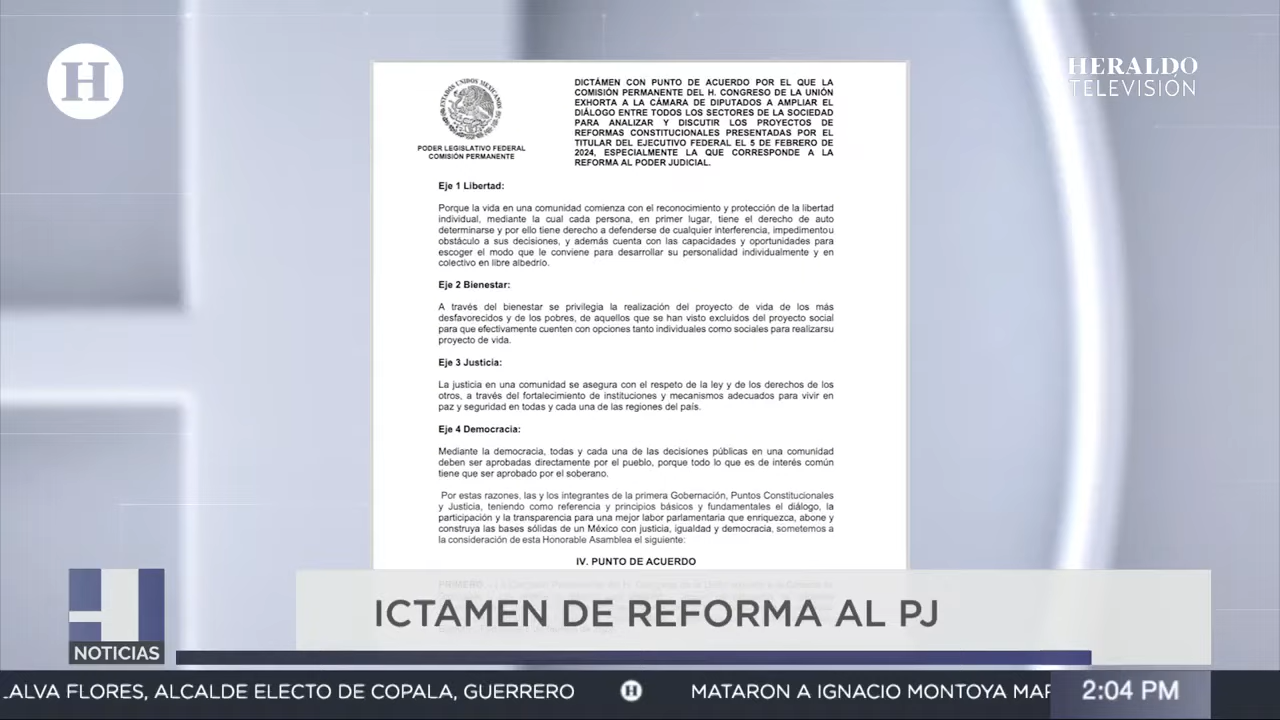 H
HERALDO
TELEVISIÓN
ESTADOS UNIDOS MEXICANOS
PODER LEGISLATIVO FEDERAL
COMISIÓN PERMANENTE
DICTÁMEN CON PUNTO DE ACUERDO POR EL QUE LA
COMISIÓN PERMANENTE DEL H. CONGRESO DE LA UNIÓN
EXHORTA A LA CÁMARA DE DIPUTADOS A AMPLIAR EL
DIÁLOGO ENTRE TODOS LOS SECTORES DE LA SOCIEDAD
PARA ANALIZAR Y DISCUTIR LOS PROYECTOS DE
REFORMAS CONSTITUCIONALES PRESENTADAS POR EL
TITULAR DEL EJECUTIVO FEDERAL EL 5 DE FEBRERO DE
2024, ESPECIALMENTE LA QUE CORRESPONDE A LA
REFORMA AL PODER JUDICIAL.
Eje 1 Libertad:
Porque la vida en una comunidad comienza con el reconocimiento y protección de la libertad
individual, mediante la cual cada persona, en primer lugar, tiene el derecho de auto
determinarse y por ello tiene derecho a defenderse de cualquier interferencia, impedimento u
obstáculo a sus decisiones, y además cuenta con las capacidades y oportunidades para
escoger el modo que le conviene para desarrollar su personalidad individualmente y en
colectivo en libre albedrío.
Eje 2 Bienestar:
A través del bienestar se privilegia la realización del proyecto de vida de los más
desfavorecidos y de los pobres, de aquellos que se han visto excluidos del proyecto social
para que efectivamente cuenten con opciones tanto individuales como sociales para realizar su
proyecto de vida.
Eje 3 Justicia:
La justicia en una comunidad se asegura con el respeto de la ley y de los derechos de los
otros, a través del fortalecimiento de instituciones y mecanismos adecuados para vivir en
paz y seguridad en todas y cada una de las regiones del país.
Eje 4 Democracia:
Mediante la democracia, todas y cada una de las decisiones públicas en una comunidad
deben ser aprobadas directamente por el pueblo, porque todo lo que es de interés común
tiene que ser aprobado por el soberano.
Por estas razones, las y los integrantes de la primera Gobernación, Puntos Constitucionales
y Justicia, teniendo como referencia y principios básicos y fundamentales el diálogo, la
participación y la transparencia para una mejor labor parlamentaria que enriquezca, abone y
construya las bases sólidas de un México con justicia, igualdad y democracia, sometemos a
la consideración de esta Honorable Asamblea el siguiente:
IV. PUNTO DE ACUERDO
PRIMERO.
ICTAMEN DE REFORMA AL PJ
NOTICIAS
ALVA FLORES, ALCALDE ELECTO DE COPALA, GUERRERO H MATARON A IGNACIO MONTOYA MAR
2:04 PM